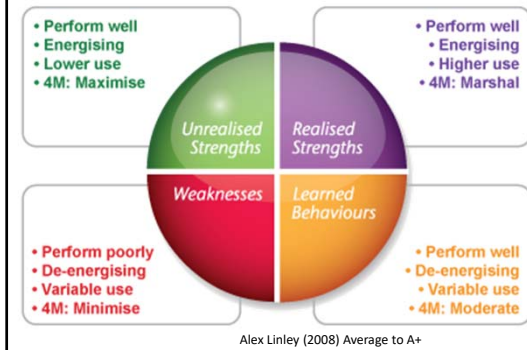 • Perform well
• Energising
• Lower use
• 4M: Maximise
• Perform well
• Energising
• Higher use
• 4M: Marshal
Unrealised
Strengths
Realised
Strengths
Weaknesses
Learned
Behaviours
• Perform poorly
• De-energising
• Variable use
• 4M: Minimise
• Perform well
• De-energising
• Variable use
• 4M: Moderate
Alex Linley (2008) Average to A+